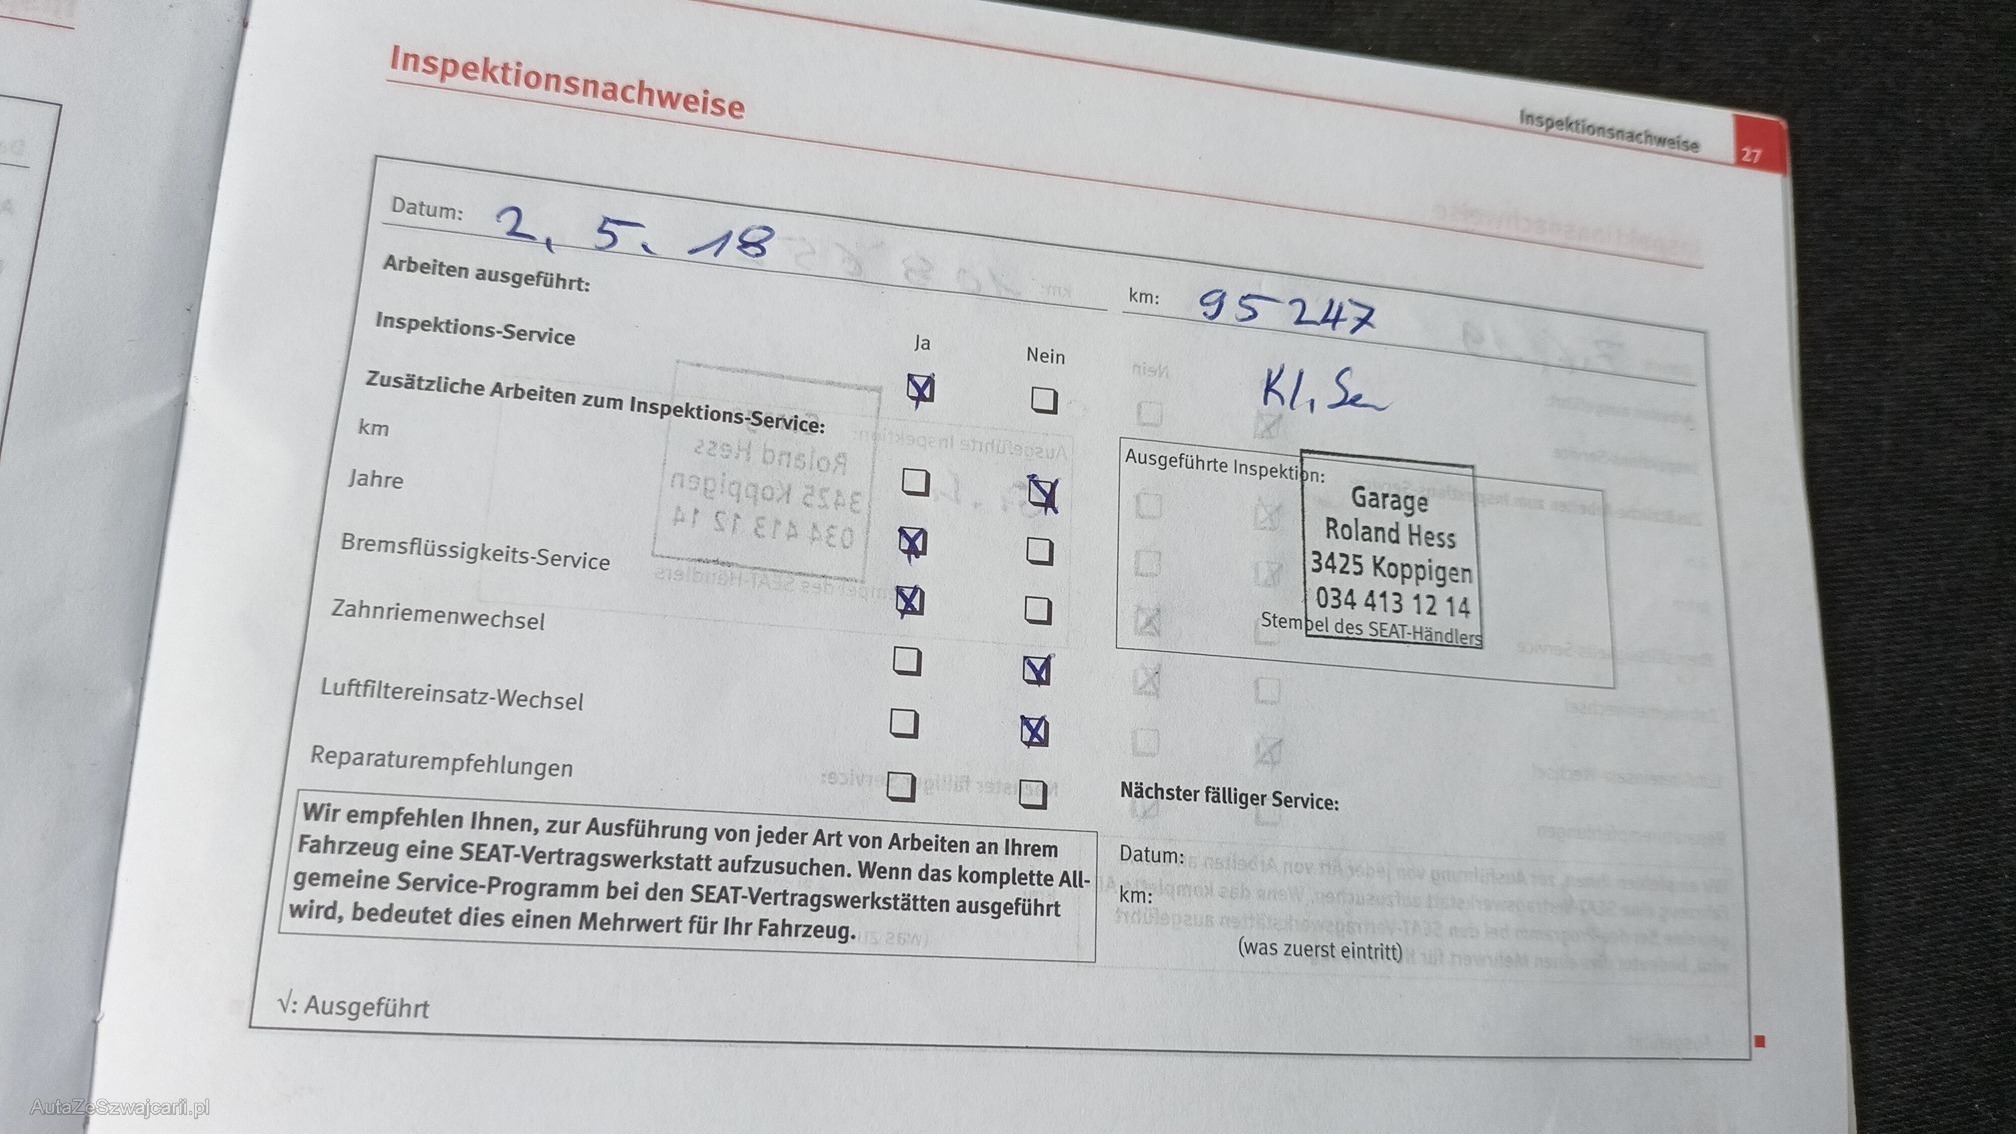 Inspektionsnachweise
Inspektionsnachweise 27
Datum: 2. 5. 18
km: 95 247
Arbeiten ausgeführt:
Ja Nein
Inspektions-Service
Kl. Se
Zusätzliche Arbeiten zum Inspektions-Service:
km
Jahre
Bremsflüssigkeits-Service
Zahnriemenwechsel
Luftfiltereinsatz-Wechsel
Reparaturempfehlungen
Ausgeführte Inspektion:
Garage
Roland Hess
3425 Koppigen
034 413 12 14
Stempel des SEAT-Händlers
Wir empfehlen Ihnen, zur Ausführung von jeder Art von Arbeiten an Ihrem
Fahrzeug eine SEAT-Vertragswerkstatt aufzusuchen. Wenn das komplette All-
gemeine Service-Programm bei den SEAT-Vertragswerkstätten ausgeführt
wird, bedeutet dies einen Mehrwert für Ihr Fahrzeug.
Nächster fälliger Service:
Datum:
km:
(was zuerst eintritt)
√: Ausgeführt
AutaZeSzwajcarii.pl